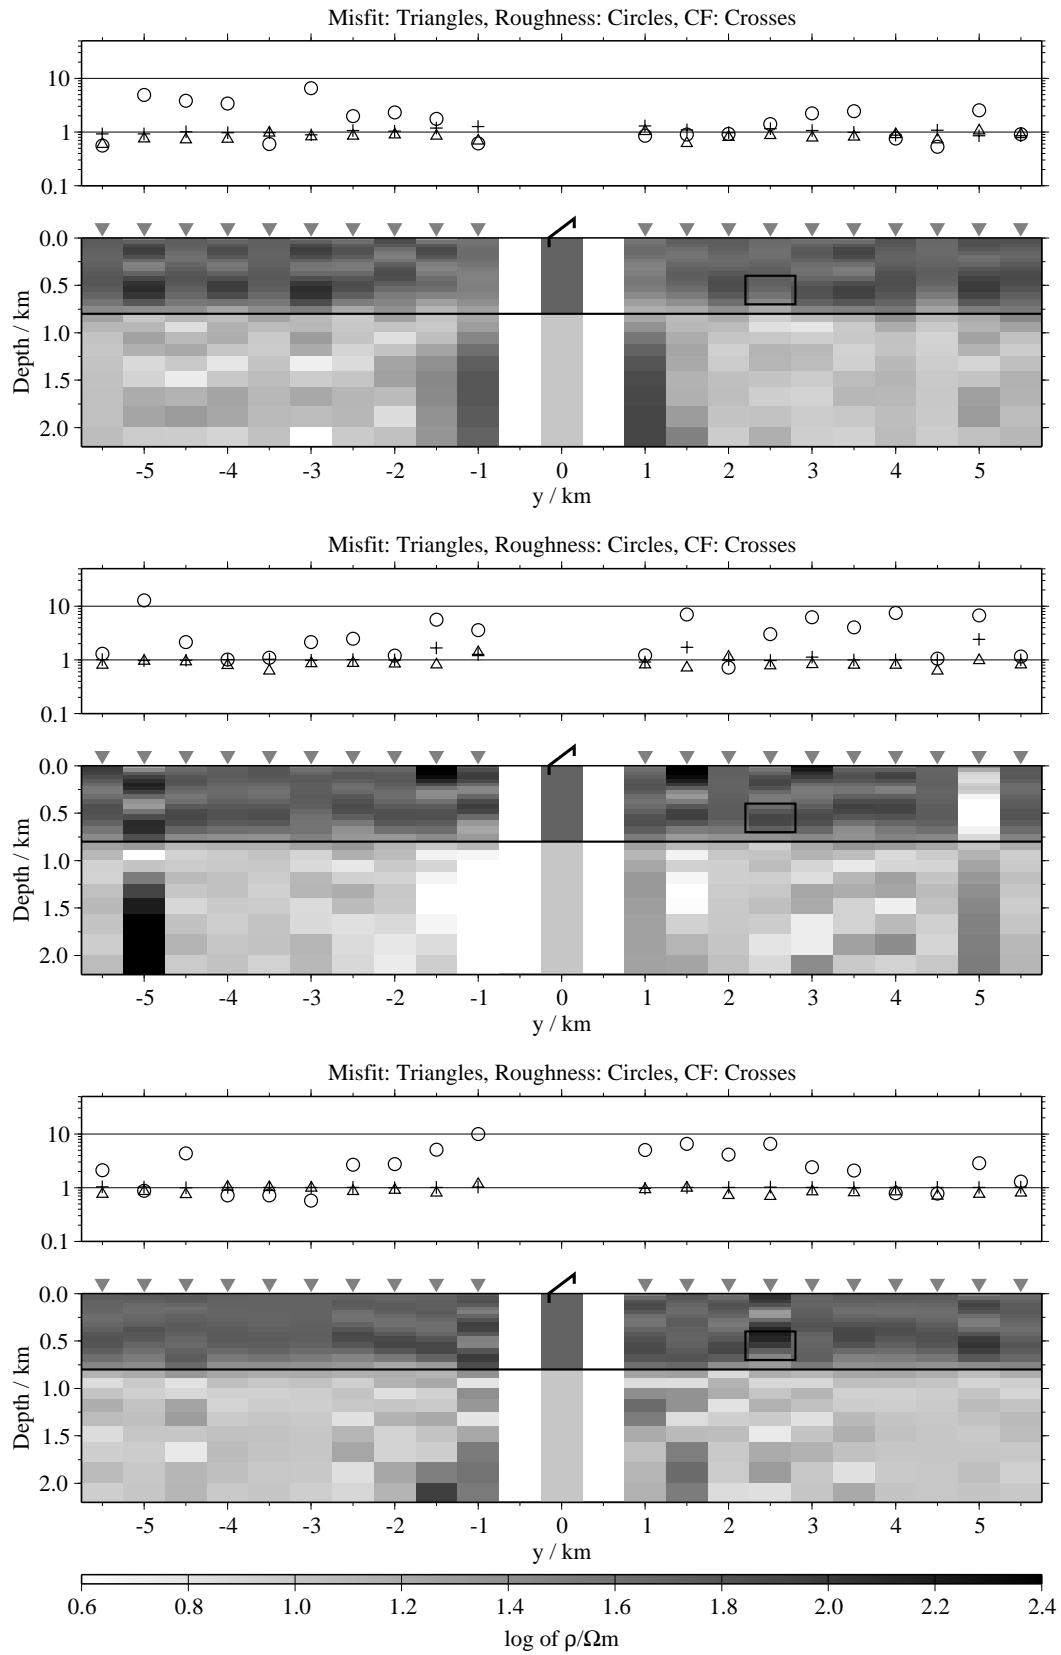 Misfit: Triangles, Roughness: Circles, CF: Crosses
10
1
0.1
0.0
0.5
1.0
1.5
2.0
Depth / km
-5 -4 -3 -2 -1 0 1 2 3 4 5
y / km
Misfit: Triangles, Roughness: Circles, CF: Crosses
10
1
0.1
0.0
0.5
1.0
1.5
2.0
Depth / km
-5 -4 -3 -2 -1 0 1 2 3 4 5
y / km
Misfit: Triangles, Roughness: Circles, CF: Crosses
10
1
0.1
0.0
0.5
1.0
1.5
2.0
Depth / km
-5 -4 -3 -2 -1 0 1 2 3 4 5
y / km
0.6 0.8 1.0 1.2 1.4 1.6 1.8 2.0 2.2 2.4
log of ρ/Ωm